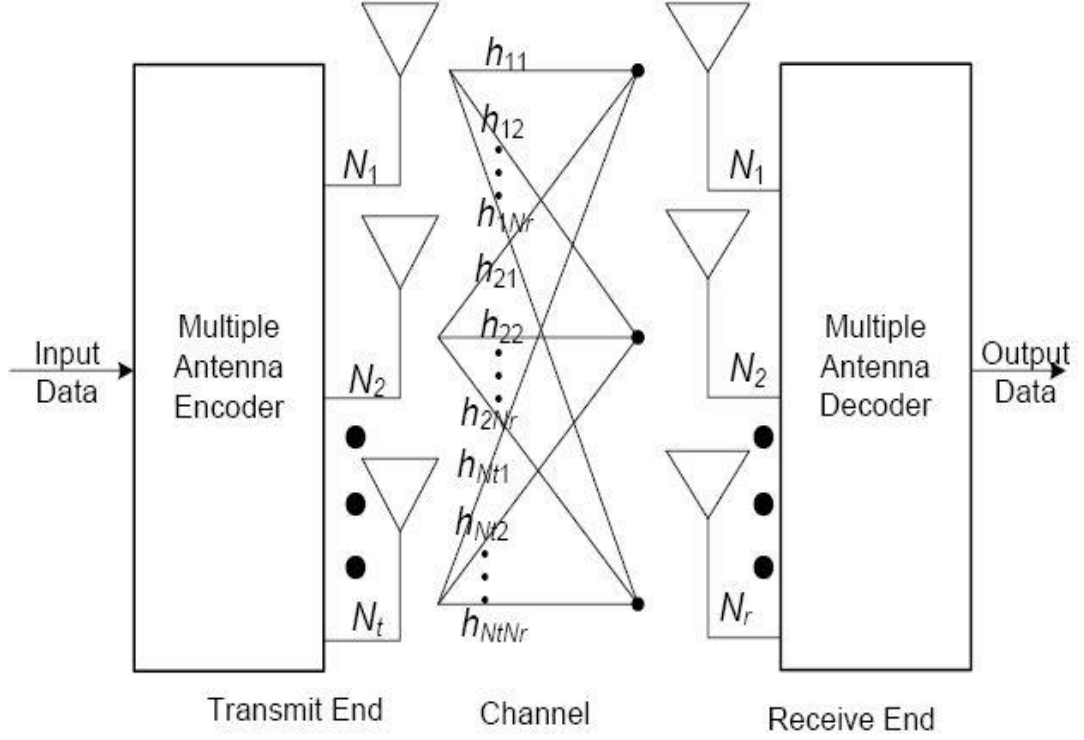 Input
Data
Multiple
Antenna
Encoder
N1
N2
Nt
h11
h12
h1Nr
h21
h22
h2Nr
hNt1
hNt2
hNtNr
N1
N2
Nr
Multiple
Antenna
Decoder
Output
Data
Transmit End
Channel
Receive End